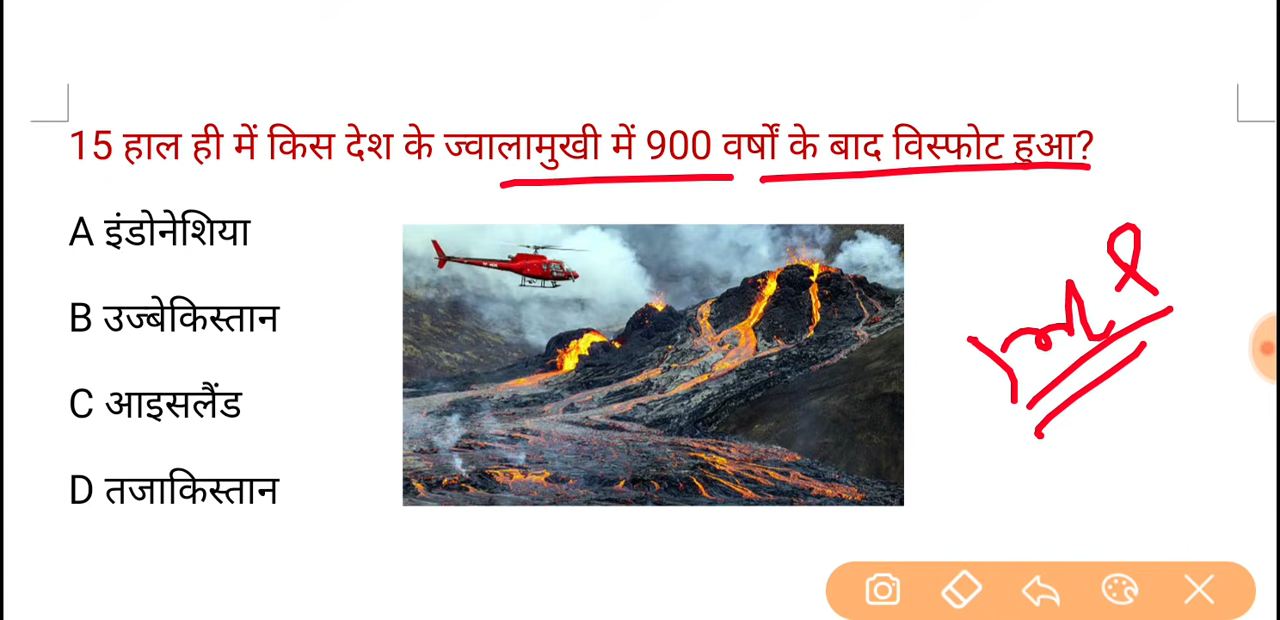 15 हाल ही में किस देश के ज्वालामुखी में 900 वर्षों के बाद विस्फोट हुआ?
A इंडोनेशिया
B उज्बेकिस्तान
C आइसलैंड
D तजाकिस्तान